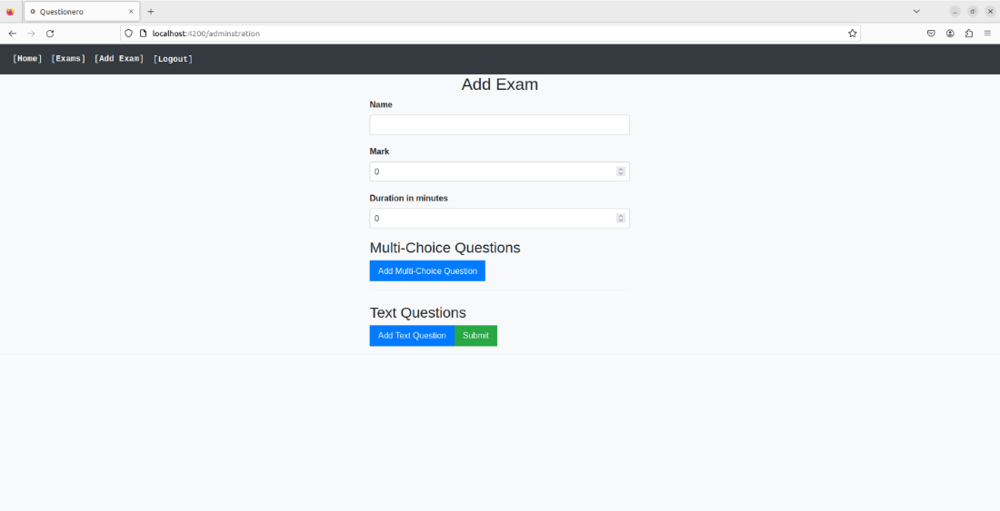 Questionero
localhost:4200/adminstration
[Home] [Exams] [Add Exam] [Logout]
Add Exam
Name
Mark
0
Duration in minutes
0
Multi-Choice Questions
Add Multi-Choice Question
Text Questions
Add Text Question Submit